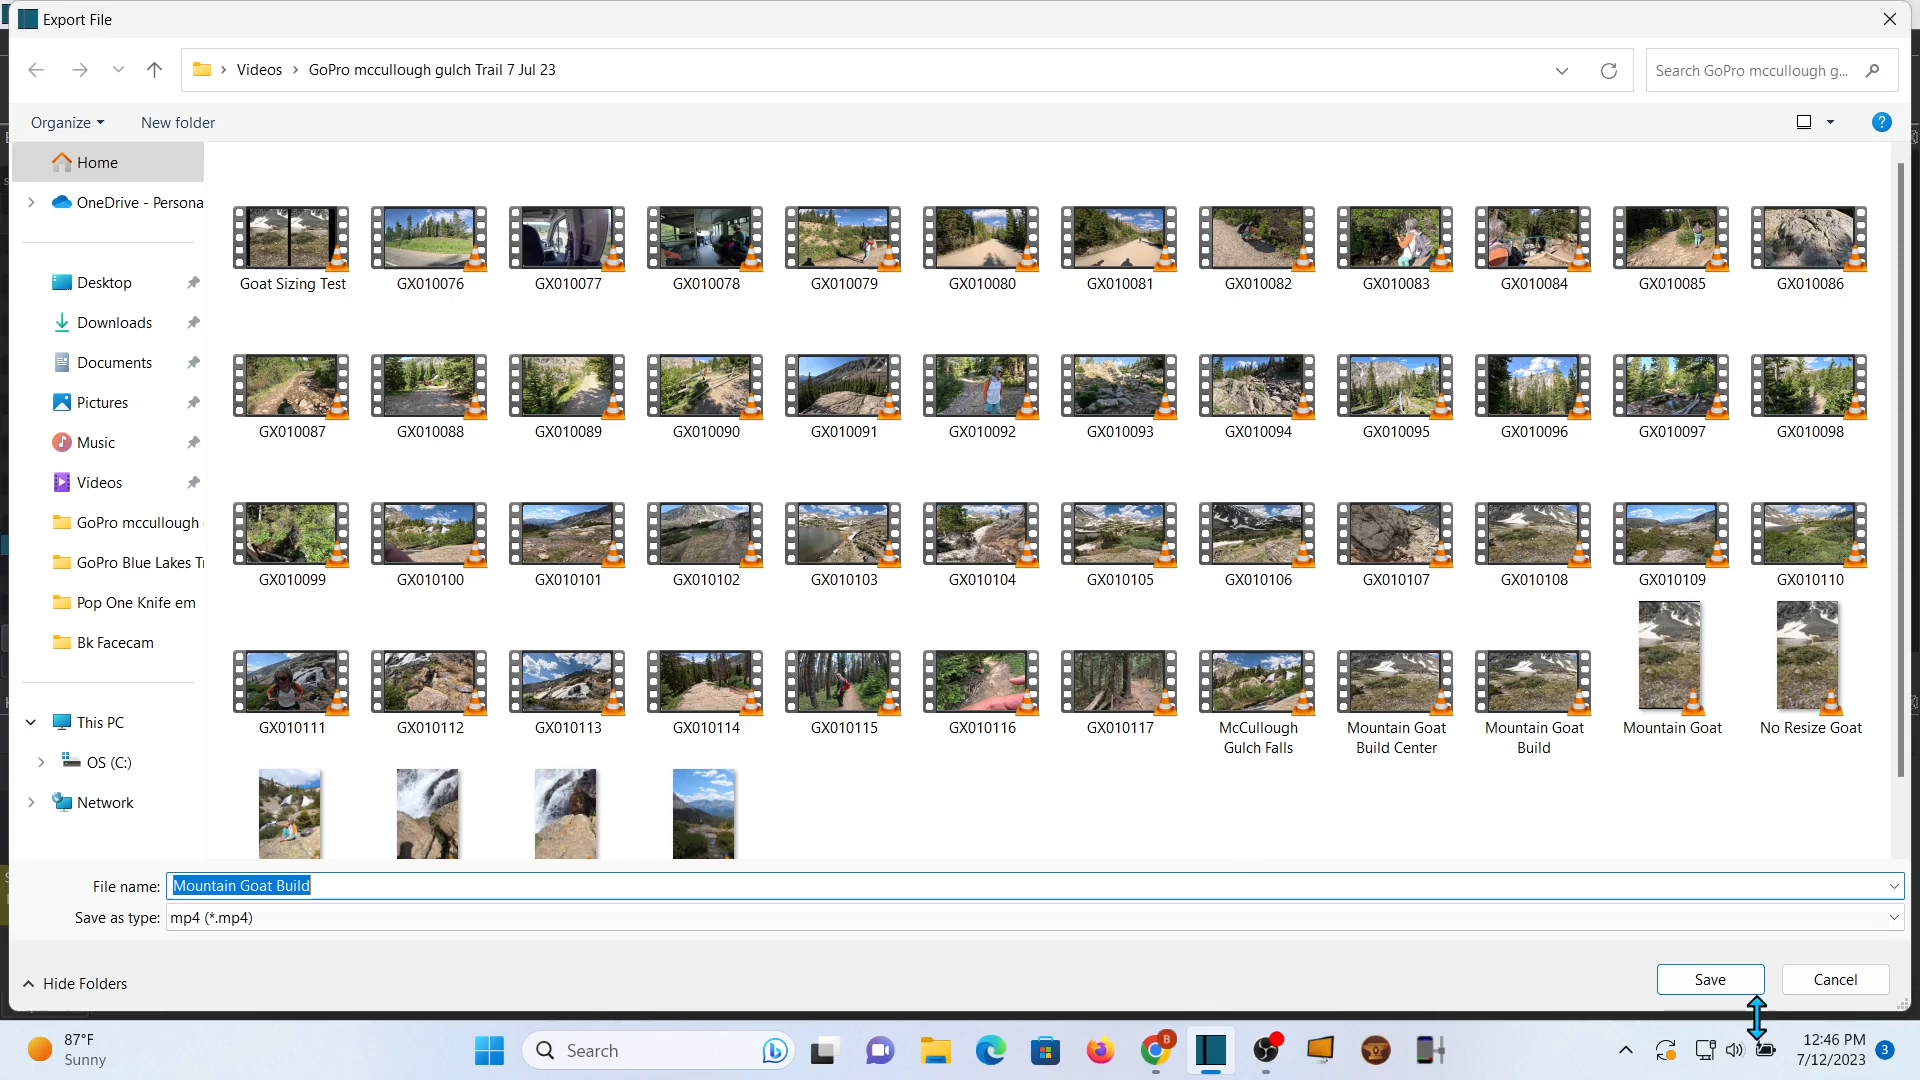 Export File
Videos
GoPro mccullough gulch Trail 7 Jul 23
Search GoPro mccullough g...
Organize
New folder
Home
OneDrive - Persona
Desktop
Downloads
Documents
Pictures
Music
Videos
GoPro mccullough
GoPro Blue Lakes Tr
Pop One Knife em
Bk Facecam
This PC
OS (C:)
Network
Goat Sizing Test
GX010076
GX010077
GX010078
GX010079
GX010080
GX010081
GX010082
GX010083
GX010084
GX010085
GX010086
GX010087
GX010088
GX010089
GX010090
GX010091
GX010092
GX010093
GX010094
GX010095
GX010096
GX010097
GX010098
GX010099
GX010100
GX010101
GX010102
GX010103
GX010104
GX010105
GX010106
GX010107
GX010108
GX010109
GX010110
GX010111
GX010112
GX010113
GX010114
GX010115
GX010116
GX010117
McCullough
Gulch Falls
Mountain Goat
Build Center
Mountain Goat
Build
Mountain Goat
No Resize Goat
File name: Mountain Goat Build
Save as type: mp4 (*.mp4)
Hide Folders
Save
Cancel
87°F
Sunny
Search
B
12:46 PM
7/12/2023
3